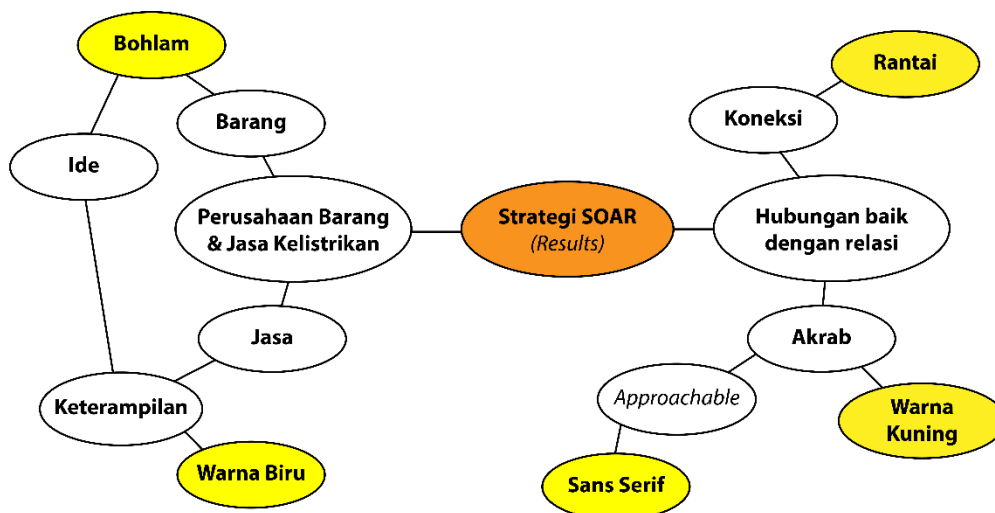 Bohlam
Rantai
Barang
Koneksi
Ide
Perusahaan Barang
& Jasa Kelistrikan
Strategi SOAR
(Results)
Hubungan baik
dengan relasi
Jasa
Akrab
Keterampilan
Approachable
Warna
Kuning
Warna Biru
Sans Serif